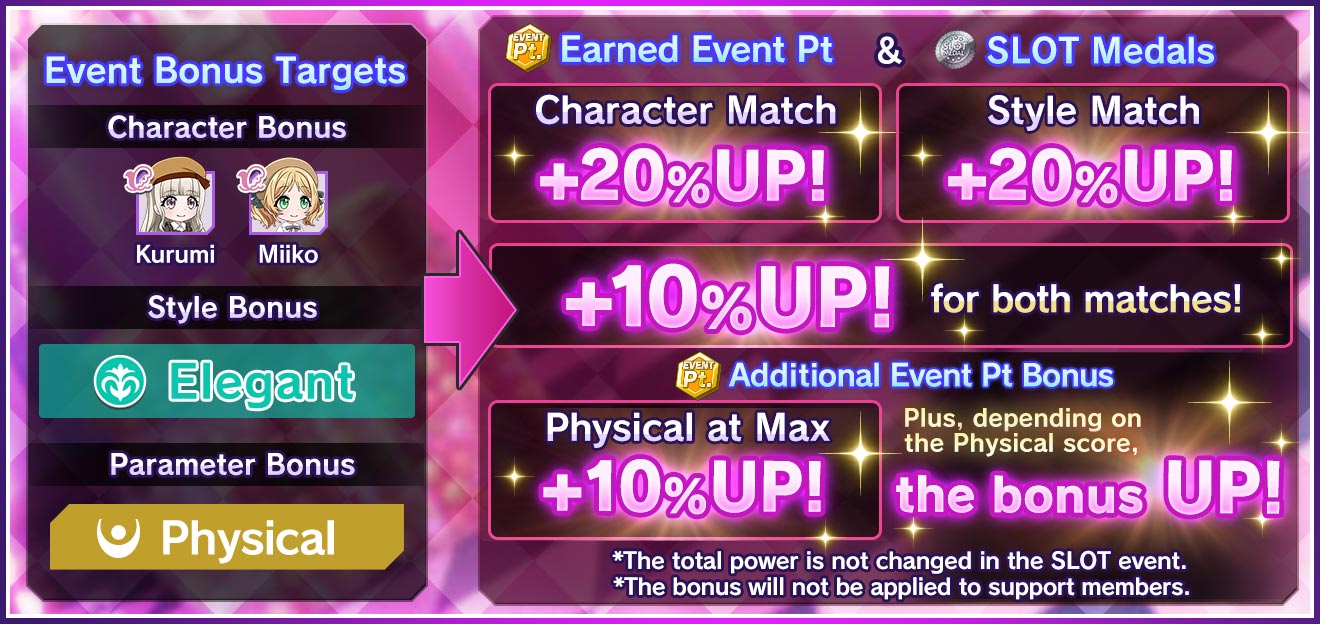 Event Bonus Targets
Character Bonus
Kurumi
Miiko
Style Bonus
Elegant
Parameter Bonus
Physical
EVENT
Pt.
Earned Event Pt & SLOT Medals
SLOT
MEDAL
Character Match
+20%UP!
Style Match
+20%UP!
+10%UP! for both matches!
EVENT
Pt.
Additional Event Pt Bonus
Physical at Max
+10%UP!
Plus, depending on
the Physical score,
the bonus UP!
*The total power is not changed in the SLOT event.
*The bonus will not be applied to support members.